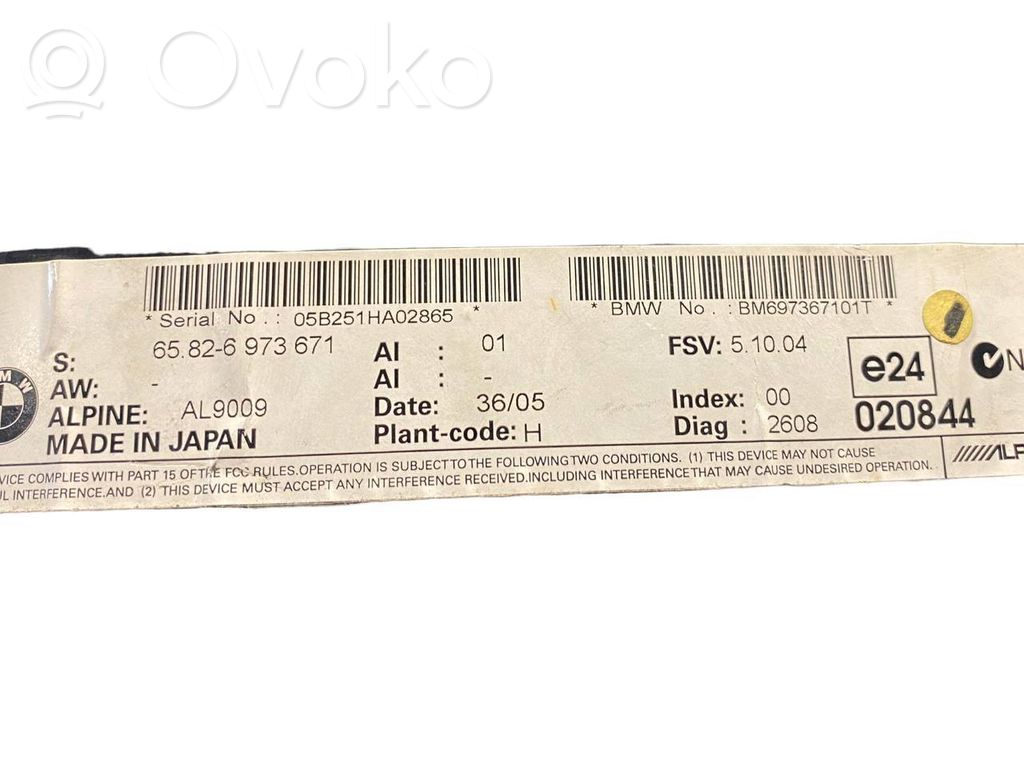 Ovoko
* Serial No. : 05B251HA02865 *
* BMW No. : BM697367101T *
S: 65.82-6 973 671
AW: -
ALPINE: AL9009
MADE IN JAPAN
AI : 01
AI : -
Date: 36/05
Plant-code: H
FSV: 5.10.04
Index: 00
Diag : 2608
e24
020844
N
BMW
COMPLIES WITH PART 15 OF THE FCC RULES.OPERATION IS SUBJECT TO THE FOLLOWING TWO CONDITIONS. (1) THIS DEVICE MAY NOT CAUSE
INTERFERENCE.AND (2) THIS DEVICE MUST ACCEPT ANY INTERFERENCE RECEIVED.INCLUDING INTERFERENCE THAT MAY CAUSE UNDESIRED OPERATION.
ALP